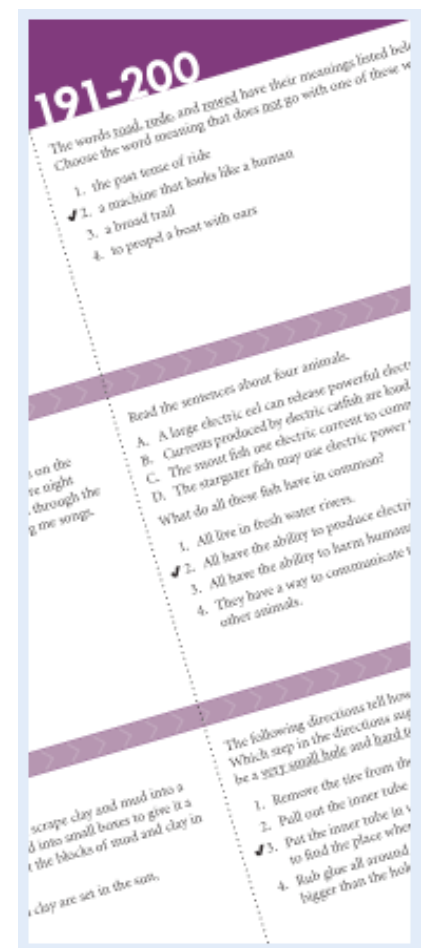 191-200
The words road, rode, and rowed have their meanings listed
Choose the word meaning that does not go with one of these
1. the past tense of ride
✓2. a machine that looks like a human
3. a broad trail
4. to propel a boat with oars
Read the sentences about four animals.
A. A large electric eel can release powerful
B. Currents produced by electric catfish are
C. The snout fish use electric current to
D. The stargazer fish may use electric power
What do all these fish have in common?
1. All live in fresh water rivers.
✓2. All have the ability to produce
3. All have the ability to harm
4. They have a way to communicate
other animals.
on the
night
through the
me songs.
The following directions tell how
Which step in the directions
be a very small hole and hard
1. Remove the tire from the
2. Pull out the inner tube
✓3. Put the inner tube in
to find the place
4. Rub glue all around
bigger than the
scrape clay and mud into a
into small boxes to give it a
the blocks of mud and clay in
clay are set in the sun,